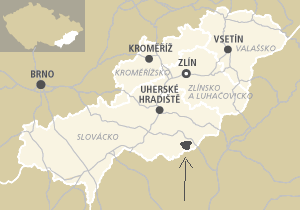 VSETÍN
VALAŠSKO
KROMĚŘÍŽ
ZLÍN
KROMĚŘÍŽSKO
BRNO
ZLÍNSKO
A LUHAČOVICKO
UHERSKÉ
HRADIŠTĚ
SLOVÁCKO